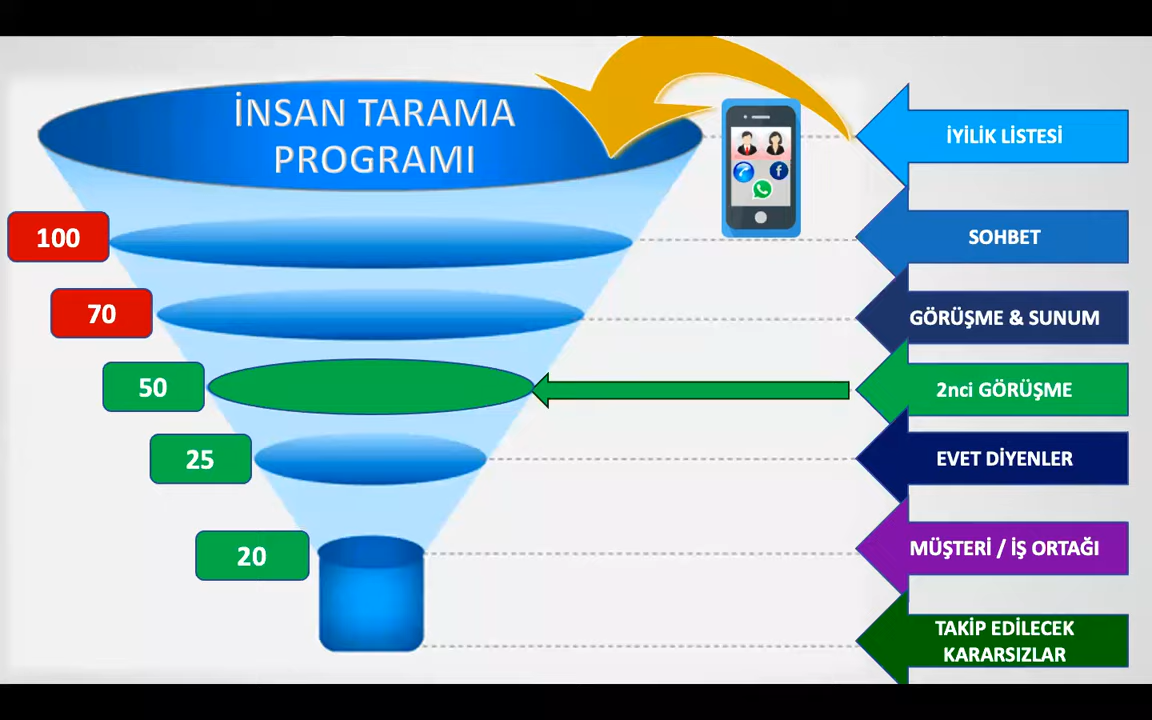 İNSAN TARAMA
PROGRAMI
İYİLİK LİSTESİ
100
SOHBET
70
GÖRÜŞME & SUNUM
50
2nci GÖRÜŞME
25
EVET DİYENLER
20
MÜŞTERİ / İŞ ORTAĞI
TAKİP EDİLECEK
KARARSIZLAR